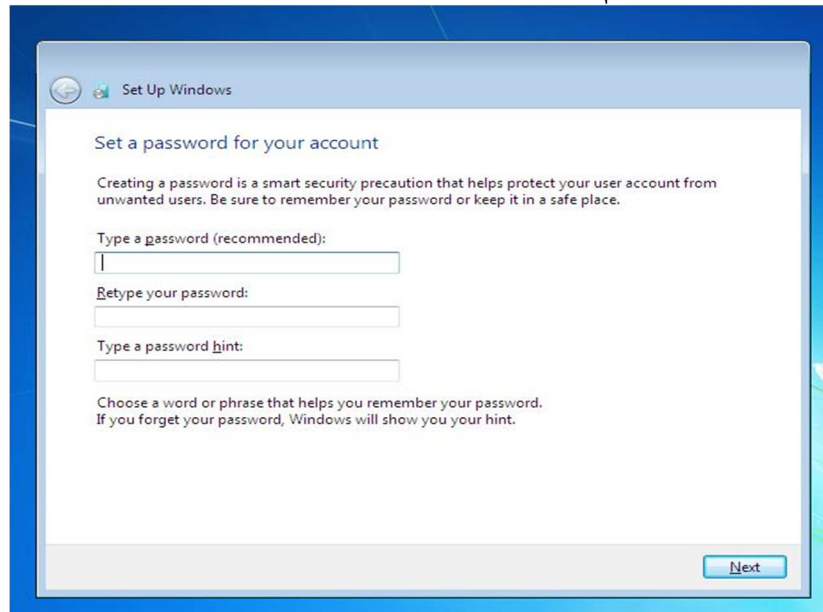 Set Up Windows
Set a password for your account
Creating a password is a smart security precaution that helps protect your user account from
unwanted users. Be sure to remember your password or keep it in a safe place.
Type a password (recommended):
Retype your password:
Type a password hint:
Choose a word or phrase that helps you remember your password.
If you forget your password, Windows will show you your hint.
Next